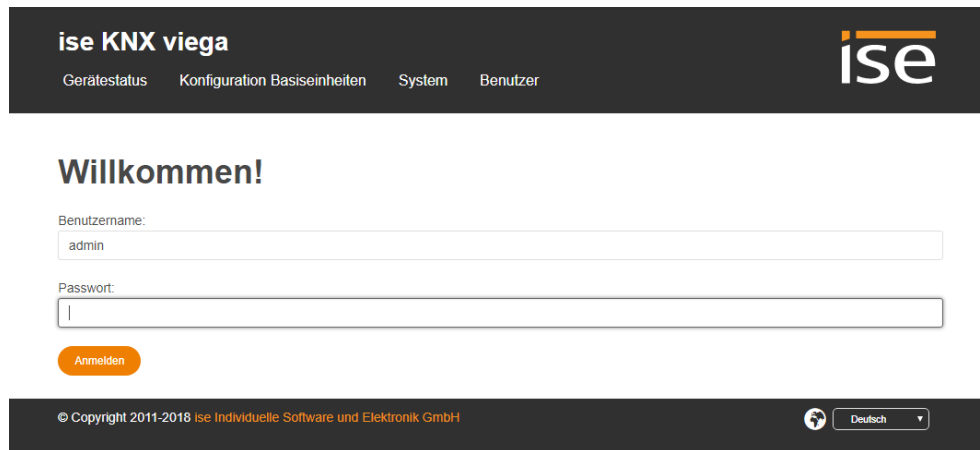 ise KNX viega
ise
Gerätestatus Konfiguration Basiseinheiten System Benutzer
Willkommen!
Benutzername:
admin
Passwort:
Anmelden
© Copyright 2011-2018 ise Individuelle Software und Elektronik GmbH
Deutsch